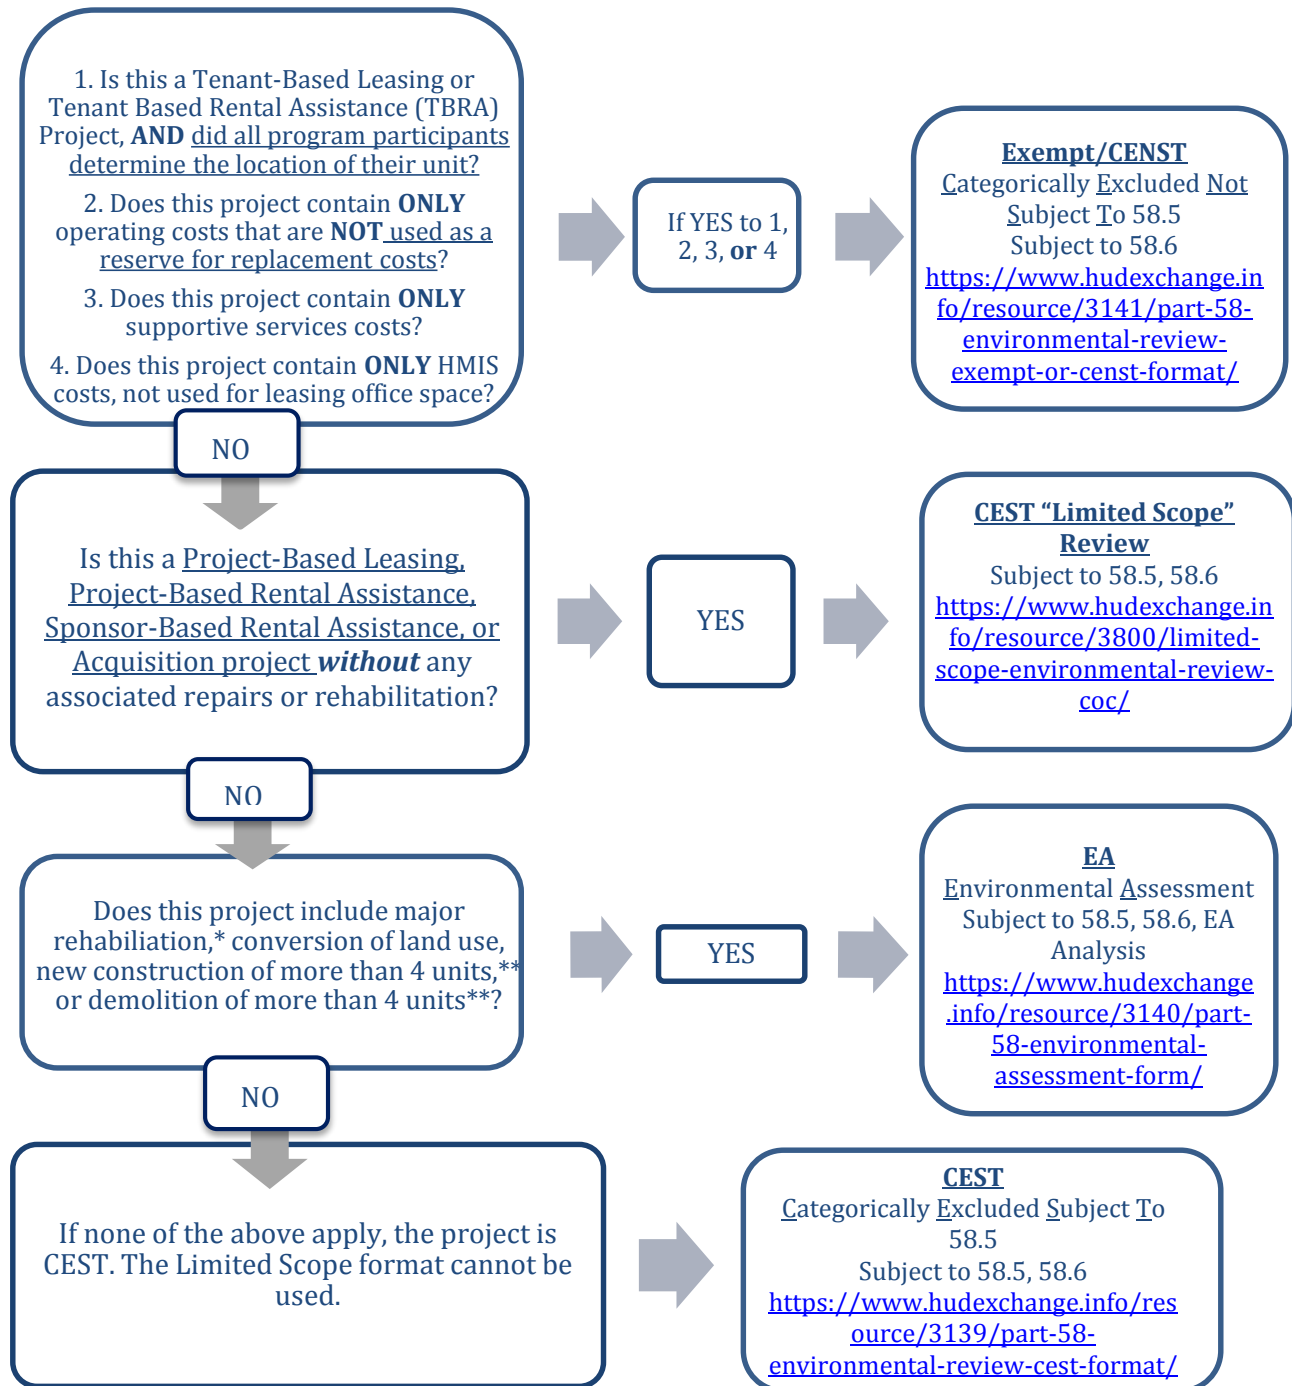 1. Is this a Tenant-Based Leasing or
Tenant Based Rental Assistance (TBRA)
Project, AND did all program participants
determine the location of their unit?
2. Does this project contain ONLY
operating costs that are NOT used as a
reserve for replacement costs?
3. Does this project contain ONLY
supportive services costs?
4. Does this project contain ONLY HMIS
costs, not used for leasing office space?
If YES to 1,
2, 3, or 4
Exempt/CENST
Categorically Excluded Not
Subject To 58.5
Subject to 58.6
https://www.hudexchange.in
fo/resource/3141/part-58-
environmental-review-
exempt-or-censt-format/
NO
Is this a Project-Based Leasing,
Project-Based Rental Assistance,
Sponsor-Based Rental Assistance, or
Acquisition project without any
associated repairs or rehabilitation?
YES
CEST “Limited Scope”
Review
Subject to 58.5, 58.6
https://www.hudexchange.in
fo/resource/3800/limited-
scope-environmental-review-
coc/
NO
Does this project include major
rehabiliation,* conversion of land use,
new construction of more than 4 units,**
or demolition of more than 4 units**?
YES
EA
Environmental Assessment
Subject to 58.5, 58.6, EA
Analysis
https://www.hudexchange
.info/resource/3140/part-
58-environmental-
assessment-form/
NO
If none of the above apply, the project is
CEST. The Limited Scope format cannot be
used.
CEST
Categorically Excluded Subject To
58.5
Subject to 58.5, 58.6
https://www.hudexchange.info/res
ource/3139/part-58-
environmental-review-cest-format/